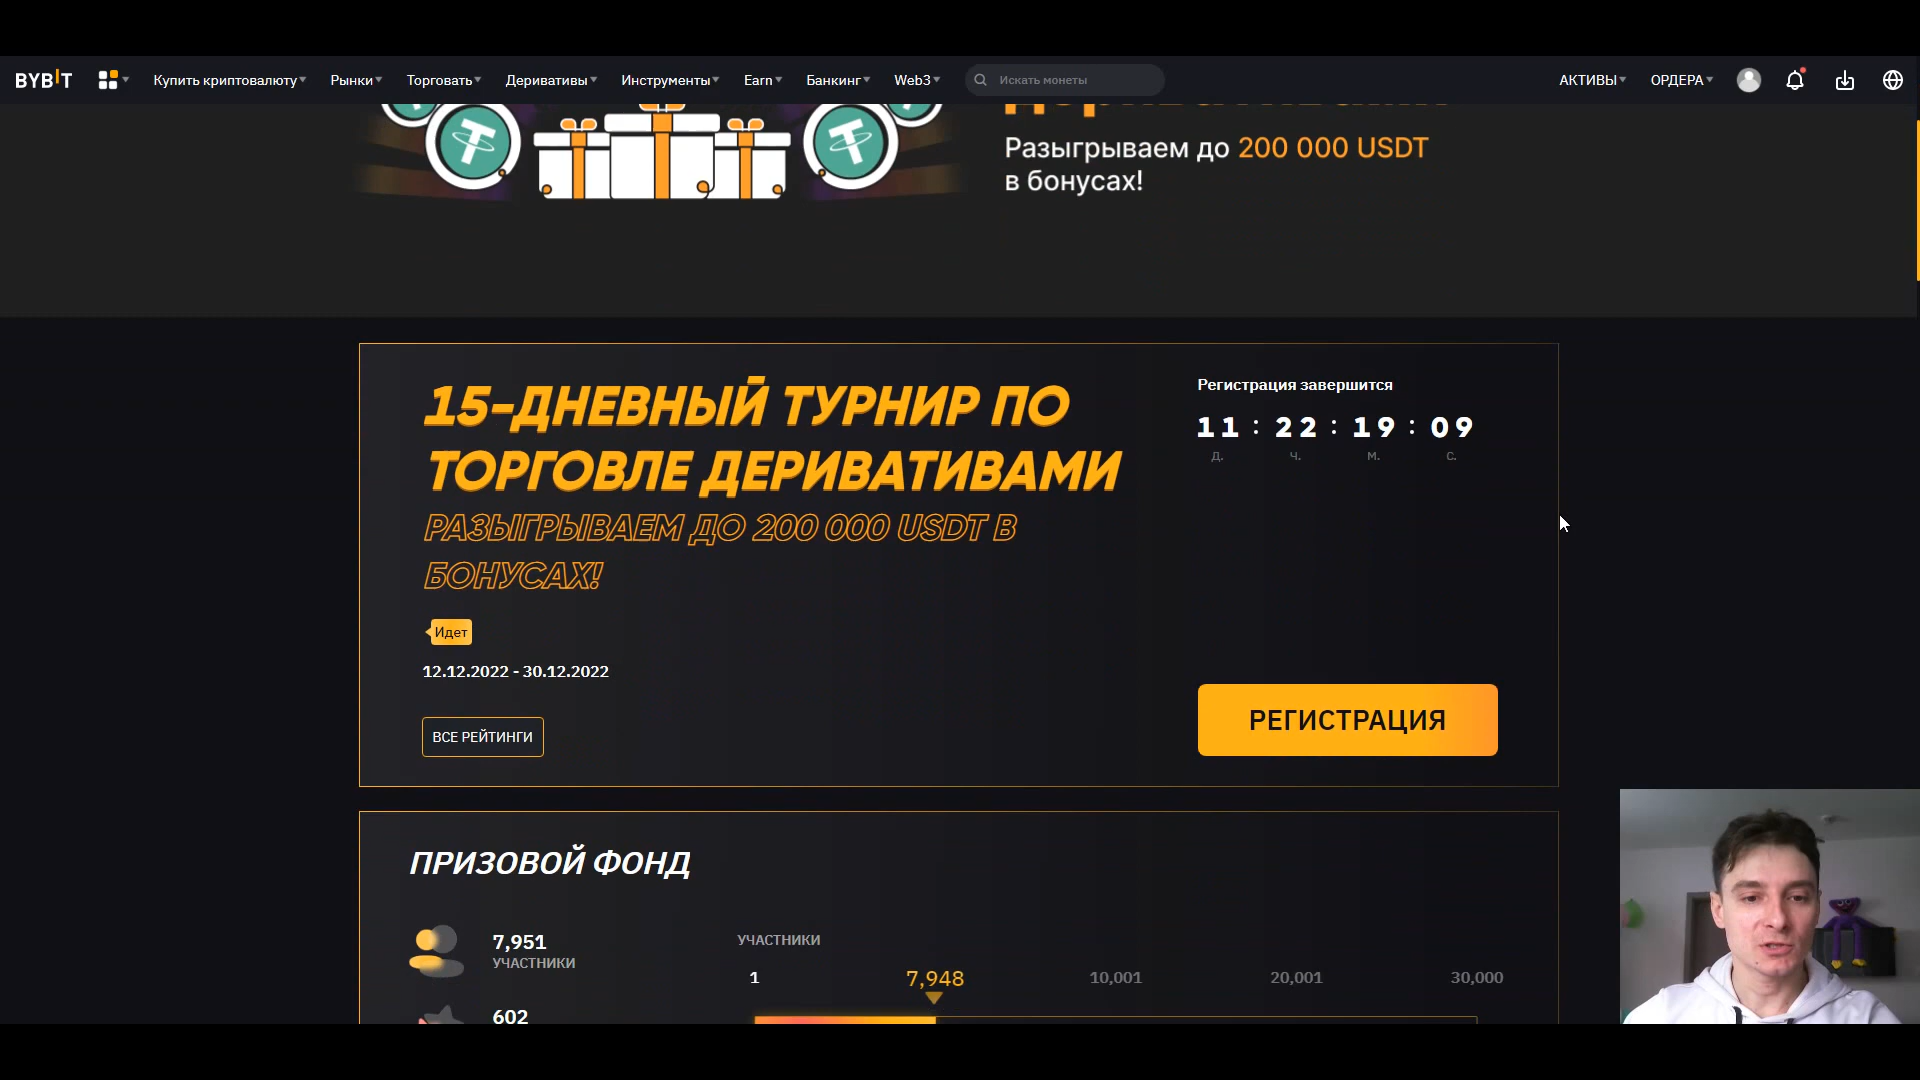 BYBIT
Купить криптовалюту Рынки Торговать Деривативы Инструменты Earn Банкинг Web3 Искать монеты АКТИВЫ ОРДЕРА
Разыгрываем до 200 000 USDT
в бонусах!
15-ДНЕВНЫЙ ТУРНИР ПО
ТОРГОВЛЕ ДЕРИВАТИВАМИ
РАЗЫГРЫВАЕМ ДО 200 000 USDT В
БОНУСАХ!
Идет
12.12.2022 - 30.12.2022
ВСЕ РЕЙТИНГИ
Регистрация завершится
11 : 22 : 19 : 09
Д. Ч. М. С.
РЕГИСТРАЦИЯ
ПРИЗОВОЙ ФОНД
7,951
УЧАСТНИКИ
602
УЧАСТНИКИ
1 7,948 10,001 20,001 30,000